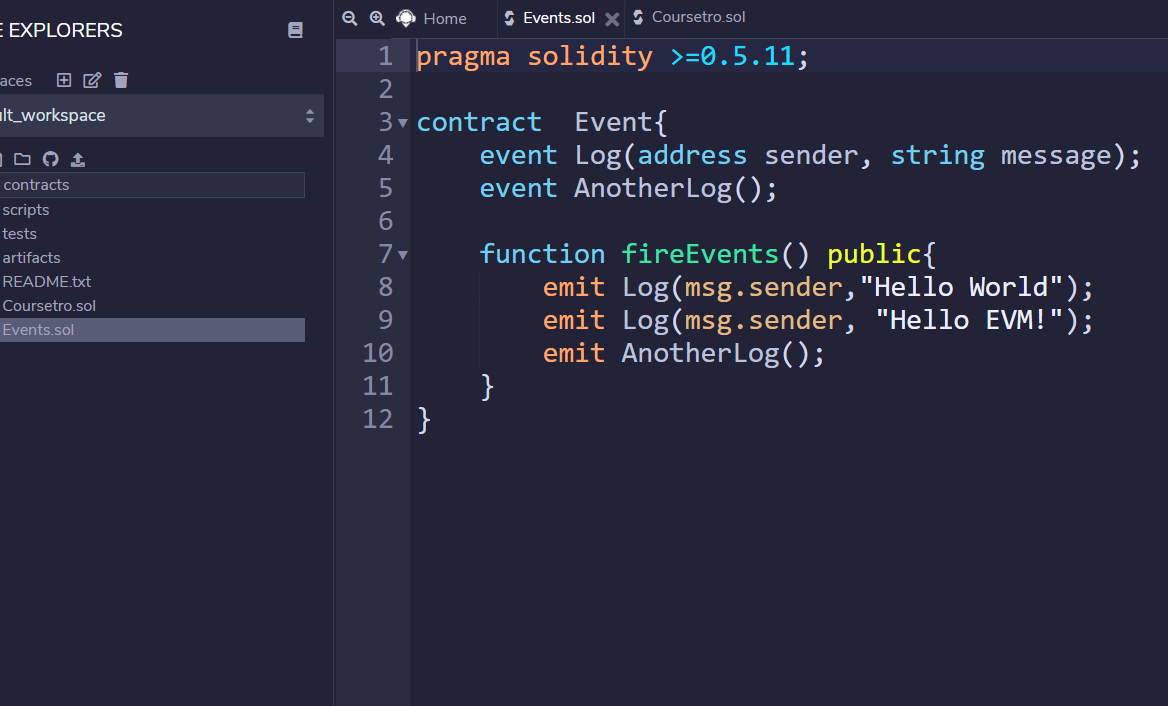 E EXPLORERS
aces
ult_workspace
contracts
scripts
tests
artifacts
README.txt
Coursetro.sol
Events.sol
Home
Events.sol
Coursetro.sol
1 pragma solidity >=0.5.11;
2
3 contract  Event{
4     event Log(address sender, string message);
5     event AnotherLog();
6
7     function fireEvents() public{
8         emit Log(msg.sender,"Hello World");
9         emit Log(msg.sender, "Hello EVM!");
10         emit AnotherLog();
11     }
12 }